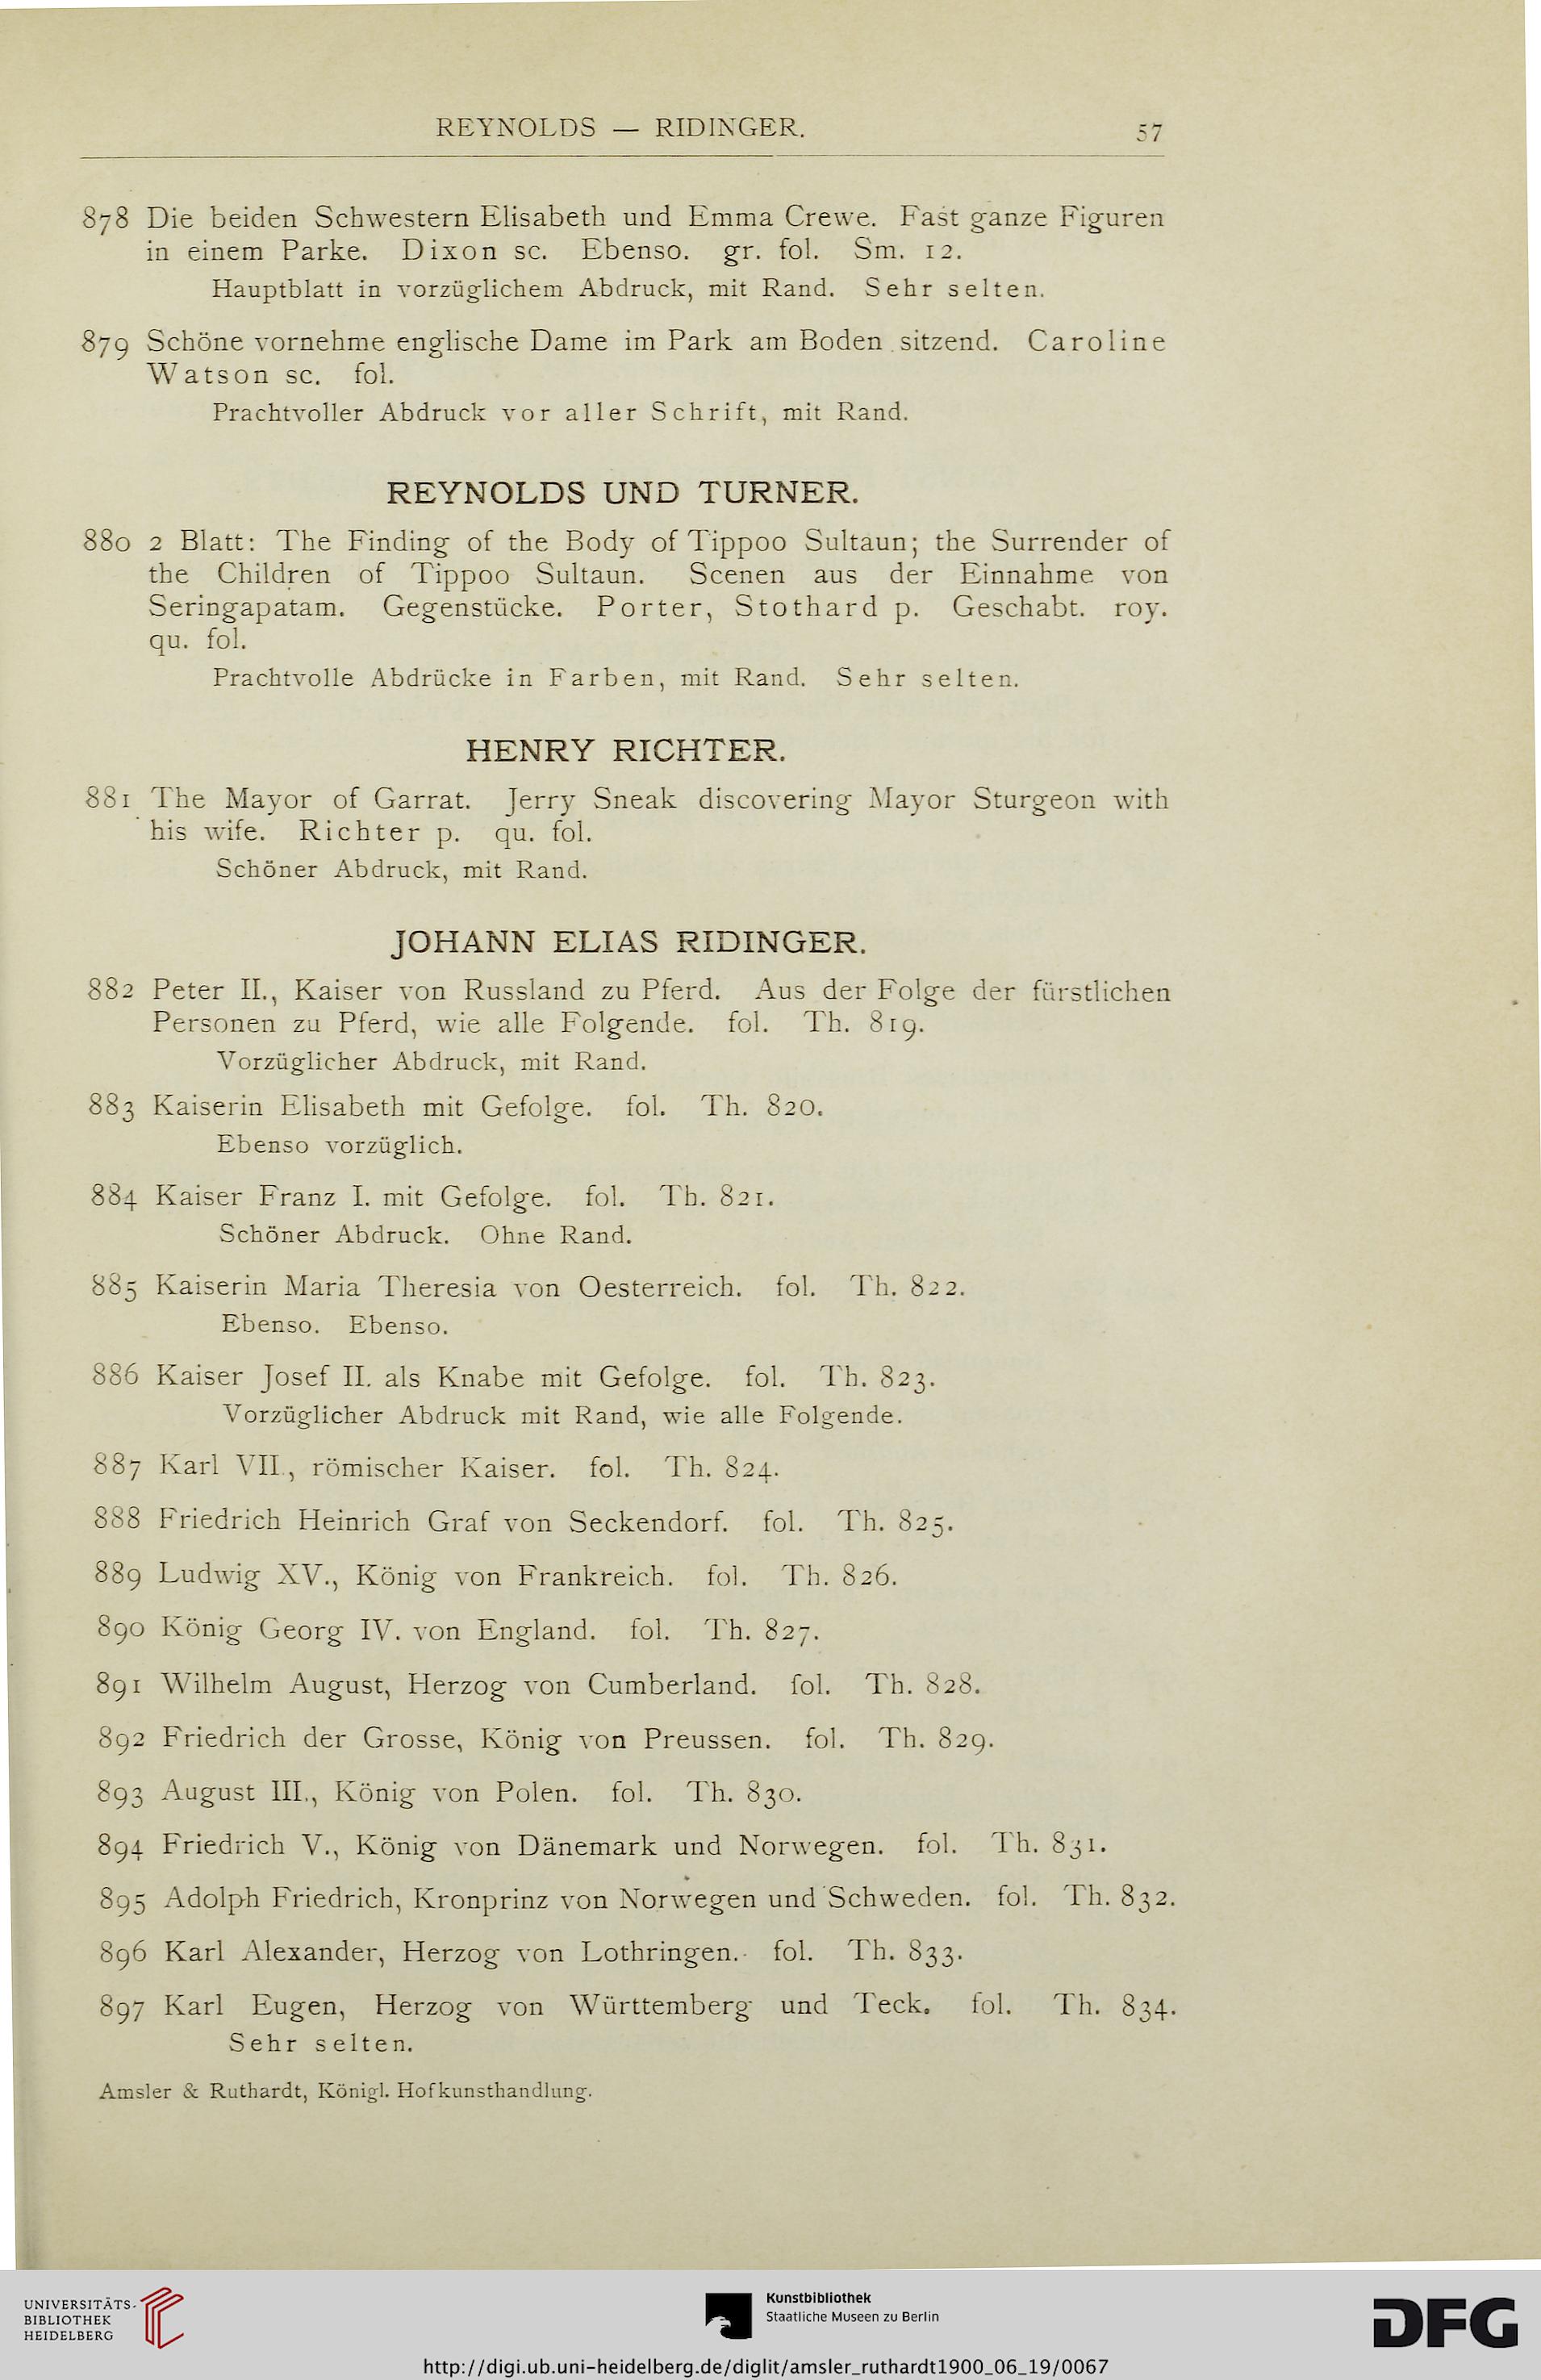 REYNOLDS — RIDINGER.
57
878 Die beiden Schwestern Elisabeth und Emma Crewe. Fast ganze Figuren
in einem Parke. Dixon sc. Ebenso. gr. fol. Sm. 12.
Hauptblatt in vorzüglichem Abdruck, mit Rand. Sehr selten.
879 Schöne vornehme englische Dame im Park am Boden sitzend. Caroline
Watson sc. fol.
Prachtvoller Abdruck vor aller Schrift, mit Rand.
REYNOLDS UND TURNER.
880 2 Blatt: The Finding of the Body of Tippoo Sultaun; the Surrender of
the Children of Tippoo Sultaun. Scenen aus der Einnahme von
Seringapatam. Gegenstücke. Porter, Stothard p. Geschabt. roy.
qu. fol.
Prachtvolle Abdrücke in Farben, mit Rand. Sehr selten.
HENRY RICHTER.
881 The Mayor of Garrat. Jerry Sneak discovering Mayor Sturgeon with
his wife. Richter p. qu. fol.
Schöner Abdruck, mit Rand.
JOHANN ELIAS RIDINGER.
882 Peter II., Kaiser von Russland zu Pferd. Aus der Folge der fürstlichen
Personen zu Pferd, wie alle Folgende. fol. Th. 819.
Vorzüglicher Abdruck, mit Rand.
883 Kaiserin Elisabeth mit Gefolge. fol. Th. 820.
Ebenso vorzüglich.
884 Kaiser Franz I. mit Gefolge. fol. Th. 821.
Schöner Abdruck. Ohne Rand.
885 Kaiserin Maria Theresia von Oesterreich. fol. Th. 822.
Ebenso. Ebenso.
886 Kaiser Josef II. als Knabe mit Gefolge. fol. Th. 823.
Vorzüglicher Abdruck mit Rand, wie alle Folgende.
887 Karl VII., römischer Kaiser. fol. Th. 824.
888 Friedrich Heinrich Graf von Seckendorf. fol. Th. 825.
889 Ludwig XV., König von Frankreich. fol. Th. 826.
890 König Georg IV. von England. fol. Th. 827.
891 Wilhelm August, Herzog von Cumberland. fol. Th. 828.
892 Friedrich der Grosse, König von Preussen. fol. Th. 829.
893 August III., König von Polen. fol. Th. 830.
894 Friedrich V., König von Dänemark und Norwegen. fol. Th. 831.
895 Adolph Friedrich, Kronprinz von Norwegen und Schweden. fol. Th. 832.
896 Karl Alexander, Herzog von Lothringen. fol. Th. 833.
897 Karl Eugen, Herzog von Württemberg und Teck. fol. Th. 834.
Sehr selten.
Amsler & Ruthardt, Königl. Hofkunsthandlung.
UNIVERSITÄTS-
BIBLIOTHEK
HEIDELBERG
Kunstbibliothek
Staatliche Museen zu Berlin
DFG
http://digi.ub.uni-heidelberg.de/diglit/amsler_ruthardt1900_06_19/0067